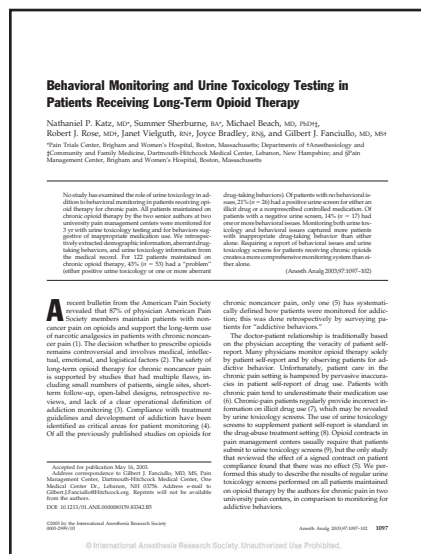 Behavioral Monitoring and Urine Toxicology Testing in
Patients Receiving Long-Term Opioid Therapy
Nathaniel P. Katz, MD*, Summer Sherburne, BA*, Michael Beach, MD, PhD†‡,
Robert J. Rose, MD†, Janet Vielguth, RN†, Joyce Bradley, RN§, and Gilbert J. Fanciullo, MD, MS†
*Pain Trials Center, Brigham and Women's Hospital, Boston, Massachusetts; Departments of †Anesthesiology and
‡Community and Family Medicine, Dartmouth-Hitchcock Medical Center, Lebanon, New Hampshire; and §Pain
Management Center, Brigham and Women's Hospital, Boston, Massachusetts
No study has examined the role of urine toxicology in ad-
dition to behavioral monitoring in patients receiving opi-
oid therapy for chronic pain. All patients maintained on
chronic opioid therapy by the two senior authors at two
university pain management centers were monitored for
3 yr with urine toxicology testing and for behaviors sug-
gestive of inappropriate medication use. We retrospec-
tively extracted demographic information, aberrant drug-
taking behaviors, and urine toxicology information from
the medical record. For 122 patients maintained on
chronic opioid therapy, 43% (n = 53) had a "problem"
(either positive urine toxicology or one or more aberrant
drug-taking behaviors). Of patients with no behavioral is-
sues, 21% (n = 26) had a positive urine screen for either an
illicit drug or a nonprescribed controlled medication. Of
patients with a negative urine screen, 14% (n = 17) had
one or more behavioral issues. Monitoring both urine tox-
icology and behavioral issues captured more patients
with inappropriate drug-taking behavior than either
alone. Requiring a report of behavioral issues and urine
toxicology screens for patients receiving chronic opioids
creates a more comprehensive monitoring system than ei-
ther alone.
(Anesth Analg 2003;97:1097–102)
A recent bulletin from the American Pain Society
revealed that 87% of physician American Pain
Society members maintain patients with non-
cancer pain on opioids and support the long-term use
of narcotic analgesics in patients with chronic noncan-
cer pain (1). The decision whether to prescribe opioids
remains controversial and involves medical, intellec-
tual, emotional, and logistical factors (2). The safety of
long-term opioid therapy for chronic noncancer pain
is supported by studies that had multiple flaws, in-
cluding small numbers of patients, single sites, short-
term follow-up, open-label designs, retrospective re-
views, and lack of a clear operational definition of
addiction monitoring (3). Compliance with treatment
guidelines and development of addiction have been
identified as critical areas for patient monitoring (4).
Of all the previously published studies on opioids for
chronic noncancer pain, only one (5) has systemati-
cally defined how patients were monitored for addic-
tion; this was done retrospectively by surveying pa-
tients for "addictive behaviors."
The doctor-patient relationship is traditionally based
on the physician accepting the veracity of patient self-
report. Many physicians monitor opioid therapy solely
by patient self-report and by observing patients for ad-
dictive behavior. Unfortunately, patient care in the
chronic pain setting is hampered by pervasive inaccura-
cies in patient self-report of drug use. Patients with
chronic pain tend to underestimate their medication use
(6). Chronic-pain patients regularly provide incorrect in-
formation on illicit drug use (7), which may be revealed
by urine toxicology screens. The use of urine toxicology
screens to supplement patient self-report is standard in
the drug-abuse treatment setting (8). Opioid contracts in
pain management centers usually require that patients
submit to urine toxicology screens (9), but the only study
that reviewed the effect of a signed contract on patient
compliance found that there was no effect (5). We per-
formed this study to describe the results of regular urine
toxicology screens performed on all patients maintained
on opioid therapy by the authors for chronic pain in two
university pain centers, in comparison to monitoring for
addictive behaviors.
Accepted for publication May 16, 2003.
Address correspondence to Gilbert J. Fanciullo, MD, MS, Pain
Management Center, Dartmouth-Hitchcock Medical Center, One
Medical Center Dr., Lebanon, NH 03756. Address e-mail to
Gilbert.J.Fanciullo@Hitchcock.org. Reprints will not be available
from the authors.
DOI: 10.1213/01.ANE.0000080159.83342.B5
©2003 by the International Anesthesia Research Society
0003-2999/03
Anesth Analg 2003;97:1097–102 1097
© International Anesthesia Research Society. Unauthorized Use Prohibited.